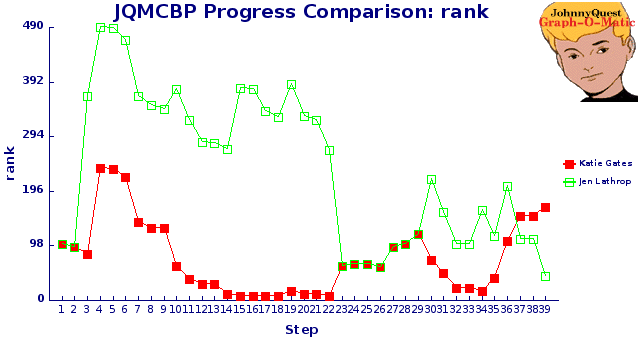 JQMCBP Progress Comparison: rank
JohnnyQuest
Graph-O-Matic
490
392
294
196
98
0
rank
1 2 3 4 5 6 7 8 9 10 11 12 13 14 15 16 17 18 19 20 21 22 23 24 25 26 27 28 29 30 31 32 33 34 35 36 37 38 39
Step
Katie Gates
Jen Lathrop